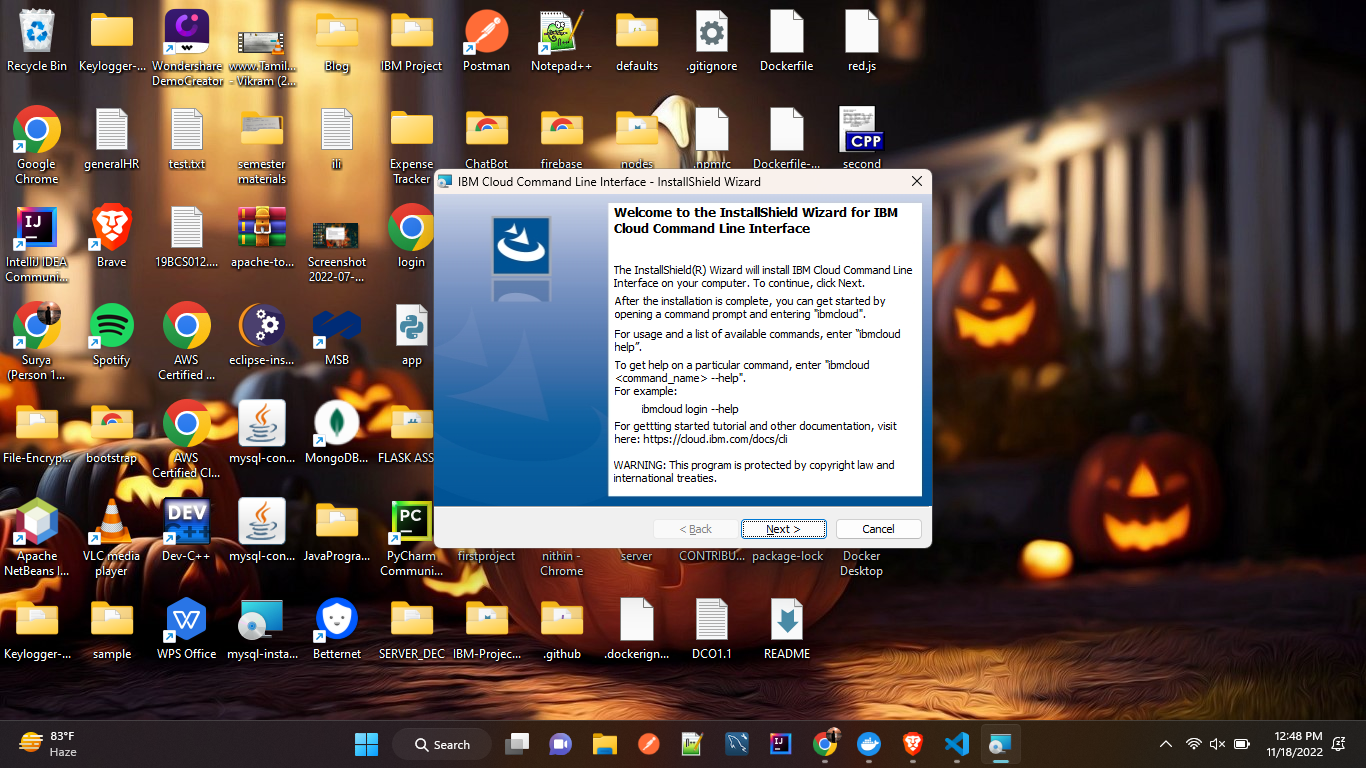 Recycle Bin
Keylogger-...
Wondershare
DemoCreator
www.Tamil...
- Vikram (2...
Blog
IBM Project
Postman
Notepad++
defaults
.gitignore
Dockerfile
red.js
Google
Chrome
generalHR
test.txt
semester
materials
ili
Expense
Tracker
ChatBot
firebase
nodes
.npmrc
Dockerfile-...
DEV
CPP
second
IBM Cloud Command Line Interface - InstallShield Wizard
Welcome to the InstallShield Wizard for IBM
Cloud Command Line Interface
The InstallShield(R) Wizard will install IBM Cloud Command Line
Interface on your computer. To continue, click Next.
After the installation is complete, you can get started by
opening a command prompt and entering "ibmcloud".
For usage and a list of available commands, enter "ibmcloud
help".
To get help on a particular command, enter "ibmcloud
<command_name> --help".
For example:
ibmcloud login --help
For gettting started tutorial and other documentation, visit
here: https://cloud.ibm.com/docs/cli
WARNING: This program is protected by copyright law and
international treaties.
< Back
Next >
Cancel
IJ
IntelliJ IDEA
Communi...
Brave
19BCS012....
apache-to...
Screenshot
2022-07-...
login
Surya
(Person 1...
Spotify
AWS
Certified ...
eclipse-ins...
MSB
app
File-Encryp...
bootstrap
AWS
Certified Cl...
mysql-con...
MongoDB...
FLASK ASS
Apache
NetBeans I...
VLC media
player
DEV
Dev-C++
mysql-con...
JavaProgra...
PC
PyCharm
Communi...
firstproject
nithin -
Chrome
server
CONTRIBU...
package-lock
Docker
Desktop
Keylogger-...
sample
W
WPS Office
mysql-insta...
Betternet
SERVER_DEC
IBM-Projec...
.github
.dockerign...
DCO1.1
README
83°F
Haze
Search
IJ
12:48 PM
11/18/2022